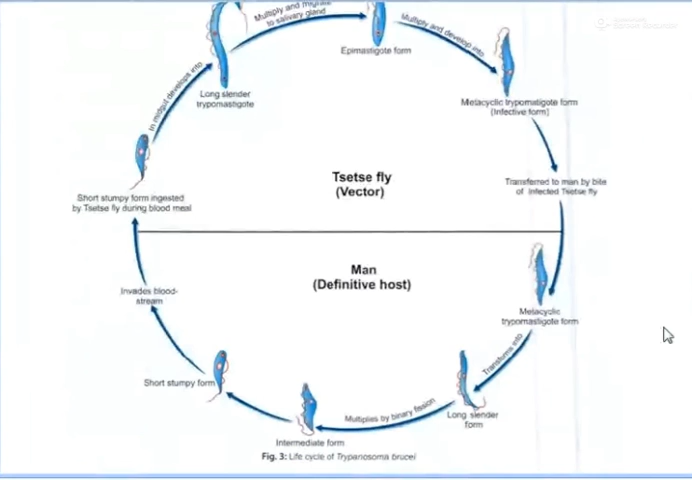 Multiply and migrate
to salivary gland
Multiply and develop into
Epimastigote form
In midgut develops into
Long slender
trypomastigote
Metacyclic trypomatigote form
(Infective form)
Tsetse fly
(Vector)
Transferred to man by bite
of infected Tsetse fly
Short stumpy form ingested
by Tsetse fly during blood meal
Man
(Definitive host)
Invades blood-
stream
Metacyclic
trypomastigote form
Transforms into
Short stumpy form
Long slender
form
Multiplies by binary fission
Intermediate form
Fig. 3: Life cycle of Trypanosoma brucei